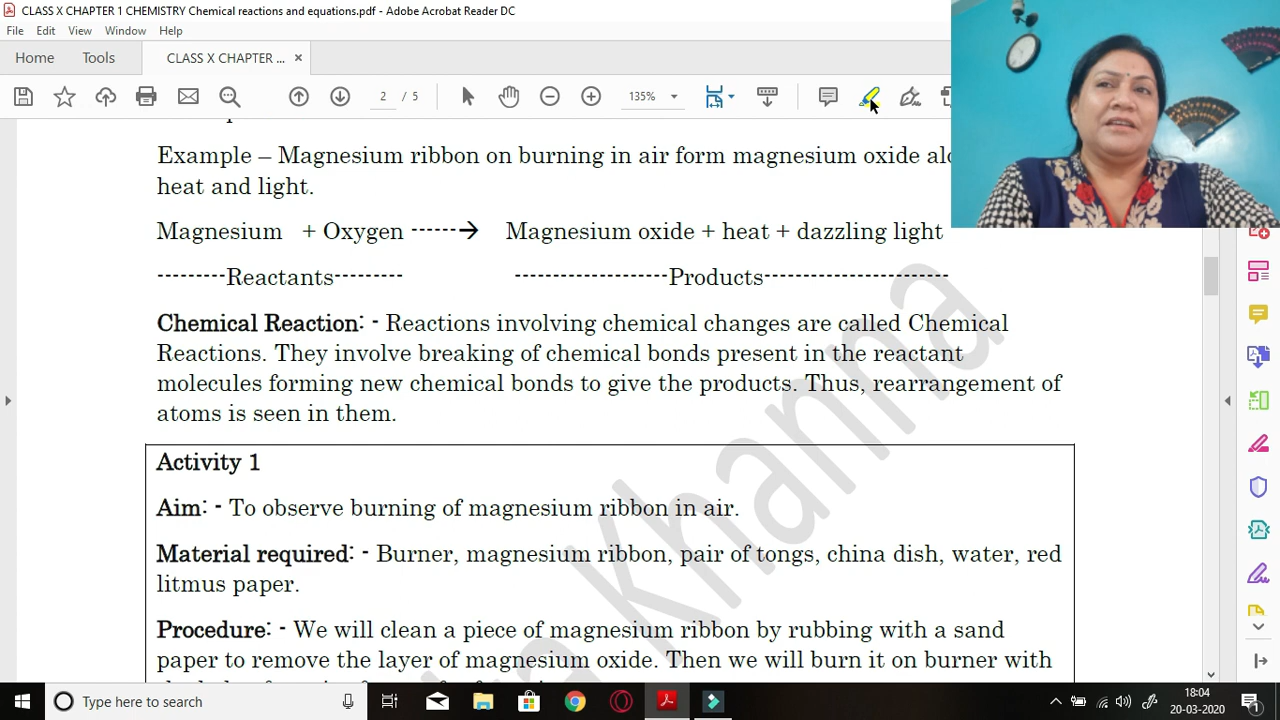 CLASS X CHAPTER 1 CHEMISTRY Chemical reactions and equations.pdf - Adobe Acrobat Reader DC
File Edit View Window Help
Home Tools CLASS X CHAPTER ... ×
2 / 5 135%
Example – Magnesium ribbon on burning in air form magnesium oxide
heat and light.
Magnesium + Oxygen ------→ Magnesium oxide + heat + dazzling light
---------Reactants--------- --------------------Products------------------------
Chemical Reaction: - Reactions involving chemical changes are called Chemical
Reactions. They involve breaking of chemical bonds present in the reactant
molecules forming new chemical bonds to give the products. Thus, rearrangement of
atoms is seen in them.
Activity 1
Aim: - To observe burning of magnesium ribbon in air.
Material required: - Burner, magnesium ribbon, pair of tongs, china dish, water, red
litmus paper.
Procedure: - We will clean a piece of magnesium ribbon by rubbing with a sand
paper to remove the layer of magnesium oxide. Then we will burn it on burner with
Khanna
Type here to search
18:04
20-03-2020
1